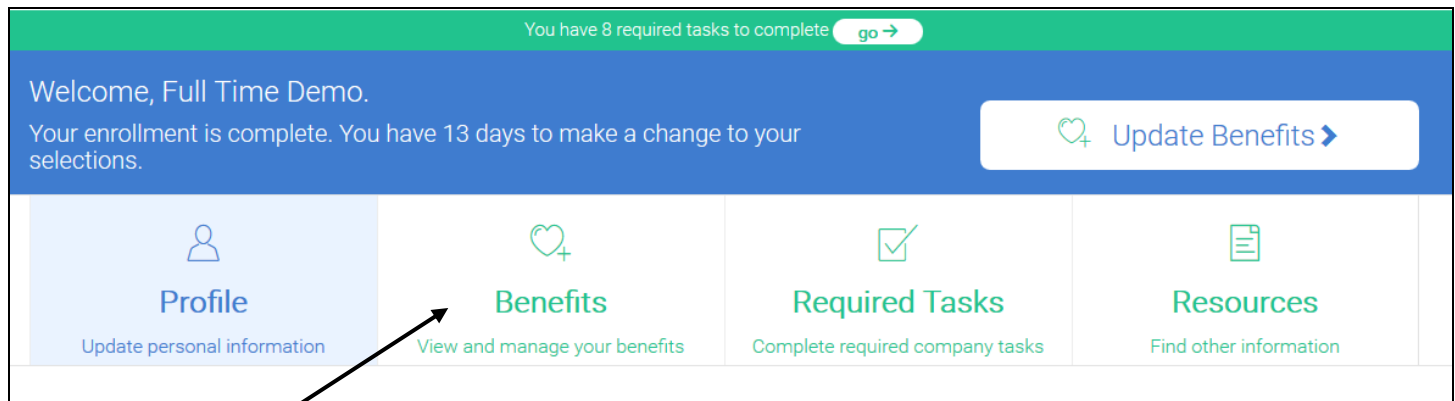 You have 8 required tasks to complete go →
Welcome, Full Time Demo.
Your enrollment is complete. You have 13 days to make a change to your
selections.
Update Benefits
Profile
Update personal information
Benefits
View and manage your benefits
Required Tasks
Complete required company tasks
Resources
Find other information